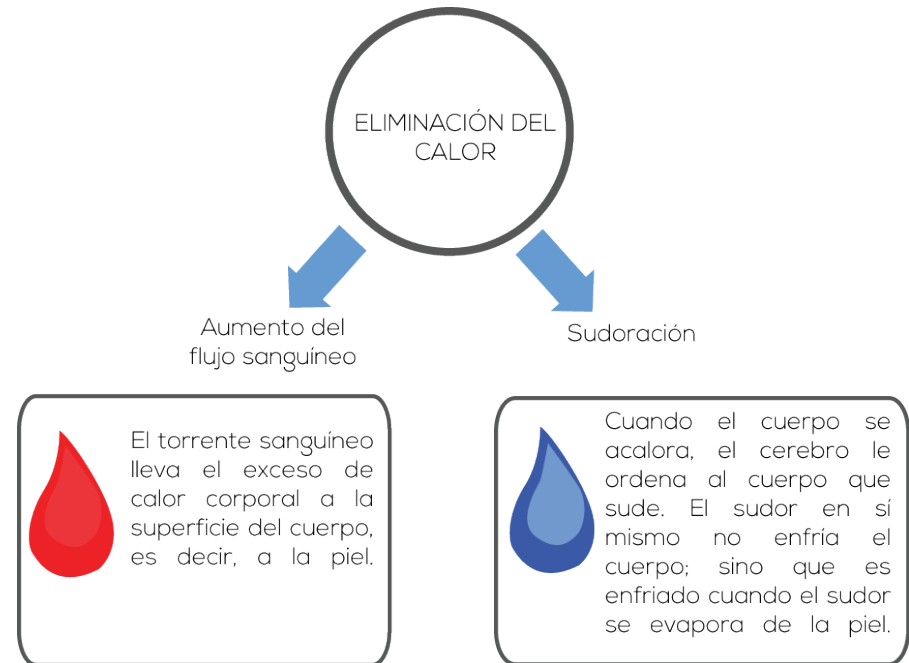 ELIMINACIÓN DEL
CALOR
Aumento del
flujo sanguíneo
Sudoración
El torrente sanguíneo
lleva el exceso de
calor corporal a la
superficie del cuerpo,
es decir, a la piel.
Cuando el cuerpo se
acalora, el cerebro le
ordena al cuerpo que
sude. El sudor en sí
mismo no enfría el
cuerpo; sino que es
enfriado cuando el sudor
se evapora de la piel.